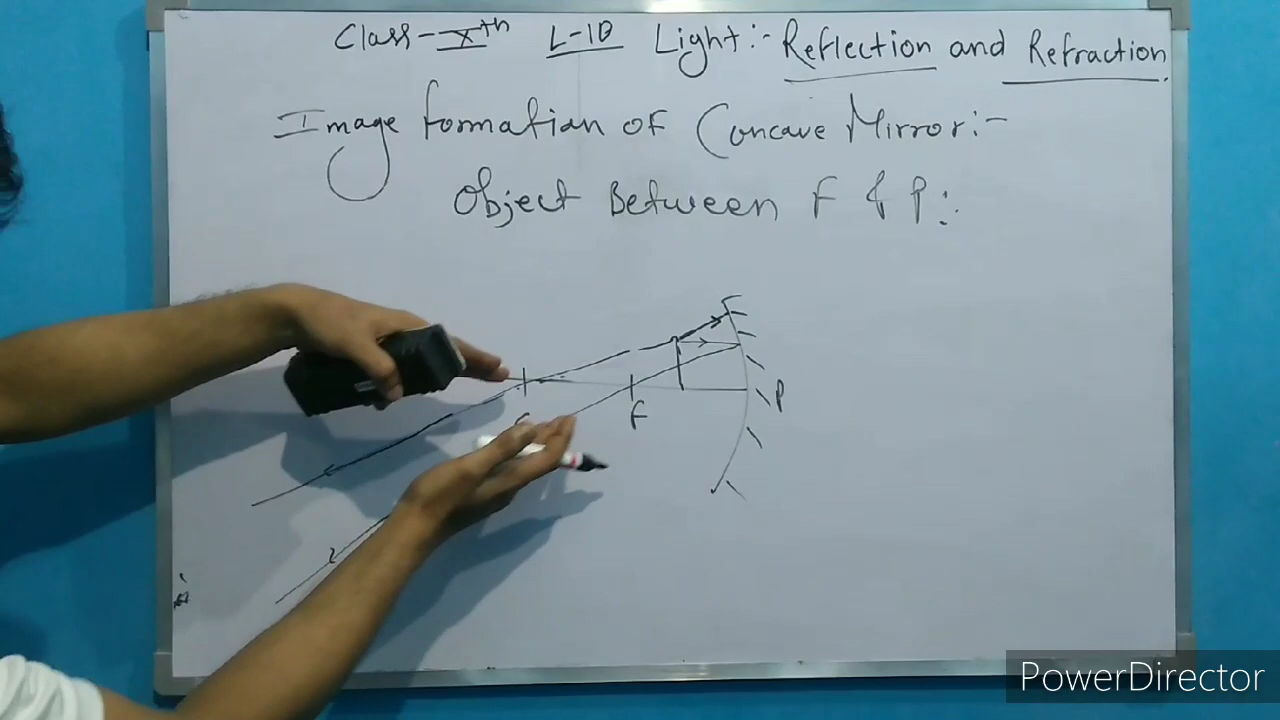 Class-Xth L-10 Light:- Reflection and Refraction
Image formation of Concave Mirror:-
Object Between F & P:-
F
P
PowerDirector